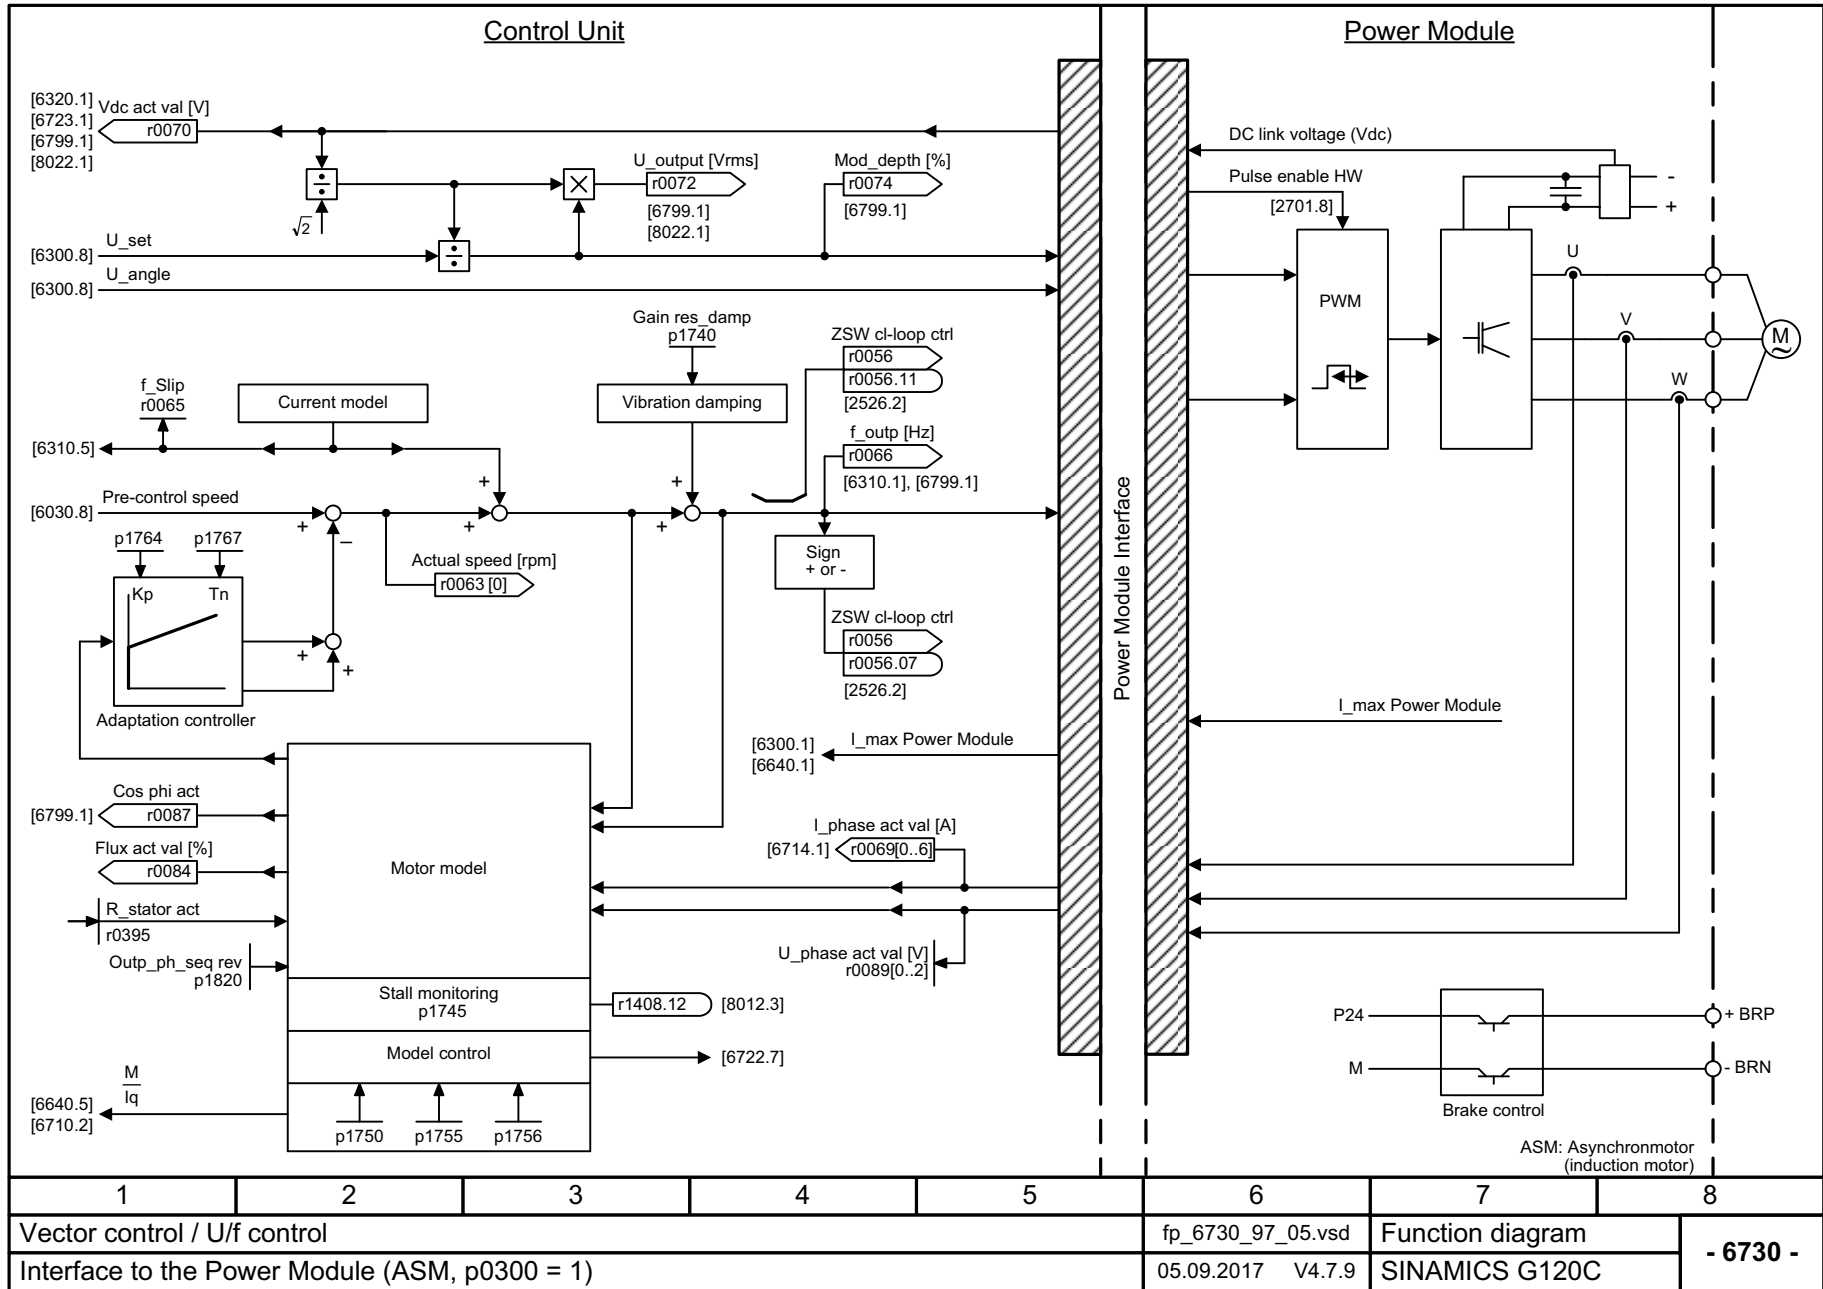 Control Unit
Power Module
[6320.1]
[6723.1]
[6799.1]
[8022.1]
Vdc act val [V]
r0070
÷
√2
U_output [Vrms]
r0072
[6799.1]
[8022.1]
Mod_depth [%]
r0074
[6799.1]
×
÷
U_set
[6300.8]
U_angle
[6300.8]
DC link voltage (Vdc)
Pulse enable HW
[2701.8]
-
+
PWM
U
V
W
M
~
Gain res_damp
p1740
Vibration damping
ZSW cl-loop ctrl
r0056
r0056.11
[2526.2]
f_outp [Hz]
r0066
[6310.1], [6799.1]
f_Slip
r0065
Current model
[6310.5]
Pre-control speed
[6030.8]
+
–
+
+
+
+
Actual speed [rpm]
r0063 [0]
Sign
+ or -
ZSW cl-loop ctrl
r0056
r0056.07
[2526.2]
p1764
p1767
Kp
Tn
+
+
Adaptation controller
Power Module Interface
I_max Power Module
[6300.1]
[6640.1]
I_max Power Module
Cos phi act
[6799.1]
r0087
Flux act val [%]
r0084
R_stator act
r0395
Outp_ph_seq rev
p1820
Motor model
I_phase act val [A]
[6714.1]
r0069[0..6]
U_phase act val [V]
r0089[0..2]
Stall monitoring
p1745
r1408.12
[8012.3]
Model control
[6722.7]
M
Iq
[6640.5]
[6710.2]
p1750
p1755
p1756
P24
+ BRP
M
- BRN
Brake control
ASM: Asynchronmotor
(induction motor)
1
2
3
4
5
6
7
8
Vector control / U/f control
fp_6730_97_05.vsd
Function diagram
- 6730 -
Interface to the Power Module (ASM, p0300 = 1)
05.09.2017 V4.7.9
SINAMICS G120C